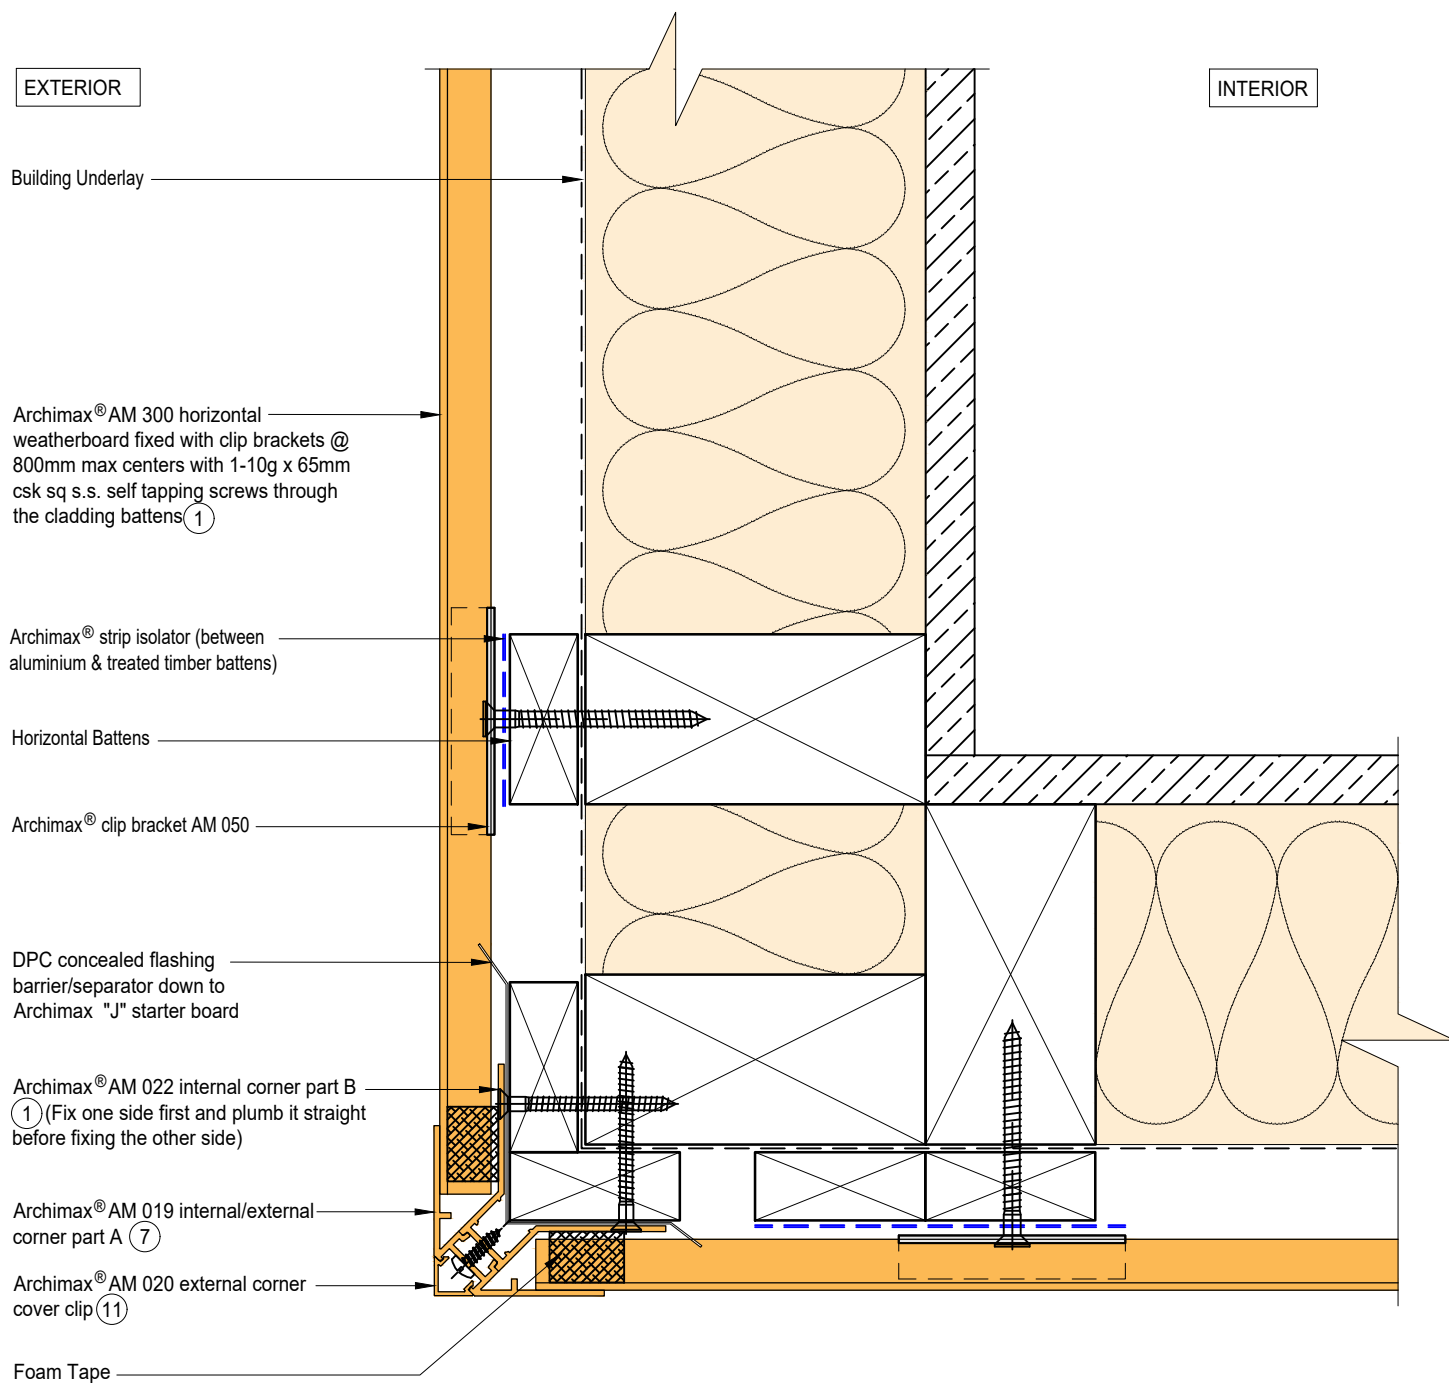 EXTERIOR
INTERIOR
Building Underlay
Archimax® AM 300 horizontal
weatherboard fixed with clip brackets @
800mm max centers with 1-10g x 65mm
csk sq s.s. self tapping screws through
the cladding battens 1
Archimax® strip isolator (between
aluminium & treated timber battens)
Horizontal Battens
Archimax® clip bracket AM 050
DPC concealed flashing
barrier/separator down to
Archimax "J" starter board
Archimax® AM 022 internal corner part B
1 (Fix one side first and plumb it straight
before fixing the other side)
Archimax® AM 019 internal/external
corner part A 7
Archimax® AM 020 external corner
cover clip 11
Foam Tape